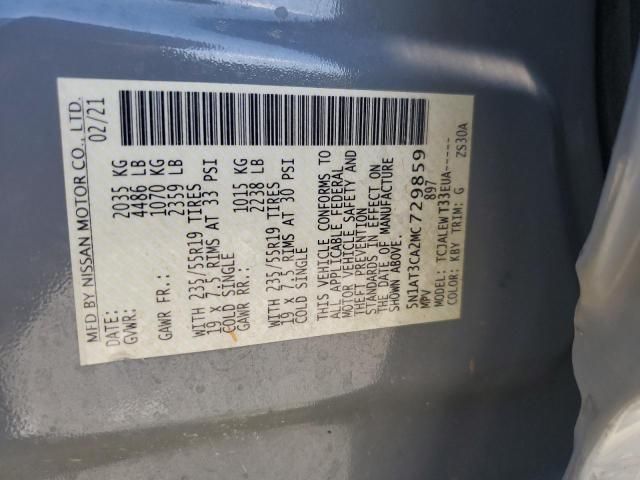 MFD BY NISSAN MOTOR CO., LTD.
DATE: 02/21
GVWR: 2035 KG
4486 LB
GAWR FR.: 1070 KG
2359 LB
WITH 235/55R19 TIRES
19 x 7.5 RIMS AT 33 PSI
COLD SINGLE
GAWR RR.: 1015 KG
2238 LB
WITH 235/55R19 TIRES
19 x 7.5 RIMS AT 30 PSI
COLD SINGLE
THIS VEHICLE CONFORMS TO
ALL APPLICABLE FEDERAL
MOTOR VEHICLE SAFETY AND
THEFT PREVENTION
STANDARDS IN EFFECT ON
THE DATE OF MANUFACTURE
SHOWN ABOVE.
5N1AT3CA2MC729859
MPV 897
MODEL: TCJALEWT33EUA------
COLOR: KBY TRIM: G ZS30A